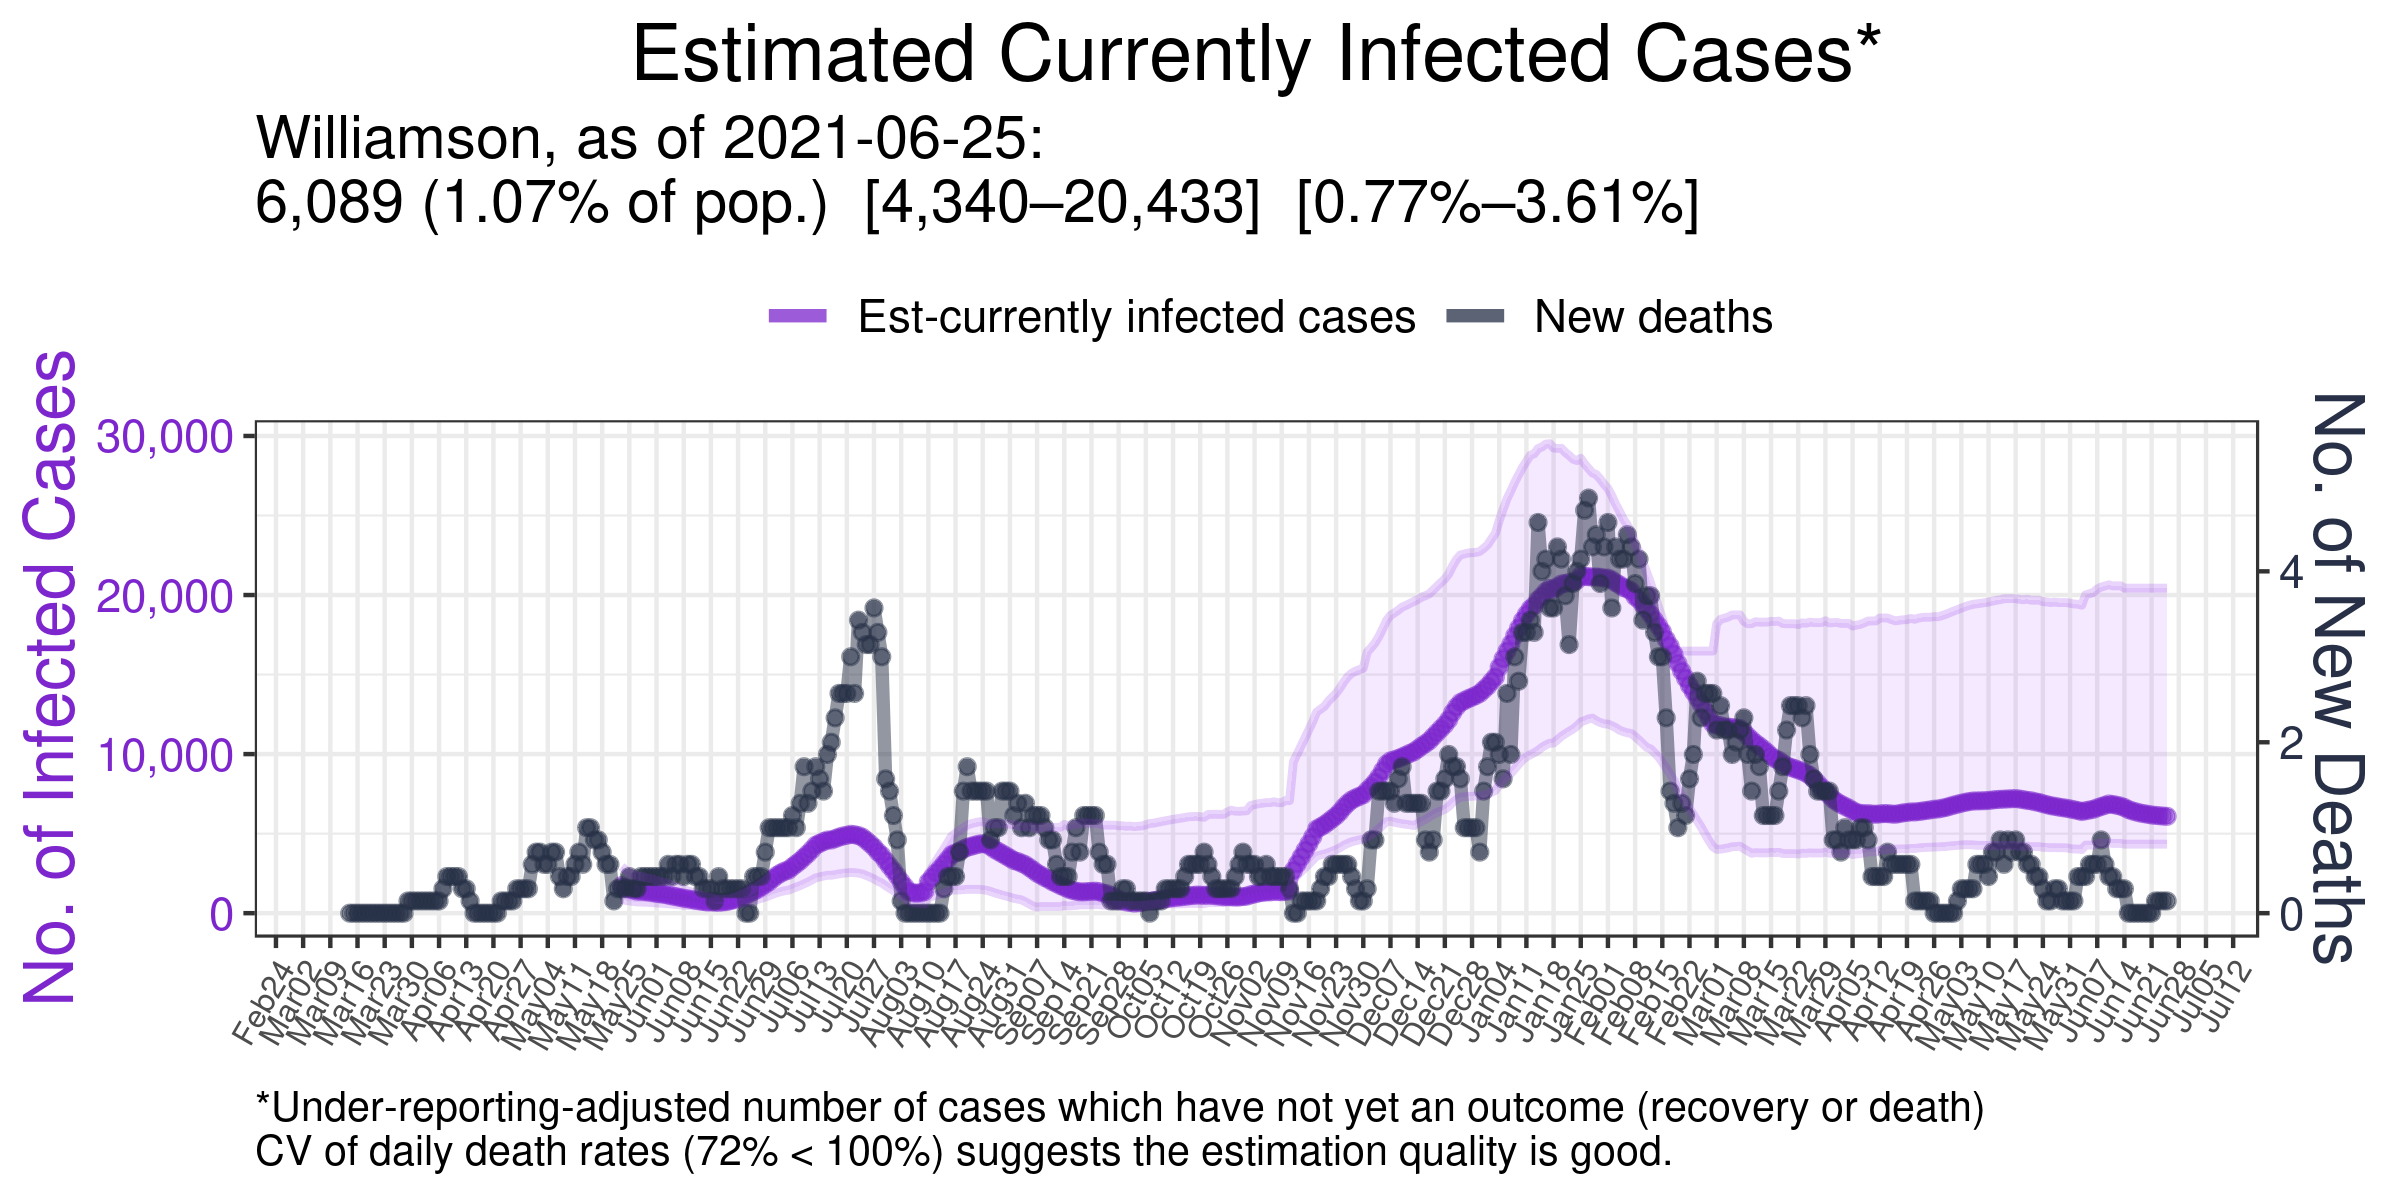 Estimated Currently Infected Cases*
Williamson, as of 2021-06-25:
6,089 (1.07% of pop.) [4,340–20,433] [0.77%–3.61%]
Est-currently infected cases
New deaths
No. of Infected Cases
30,000
20,000
10,000
0
No. of New Deaths
4
2
0
Feb24
Mar02
Mar09
Mar16
Mar23
Mar30
Apr06
Apr13
Apr20
Apr27
May04
May11
May18
May25
Jun01
Jun08
Jun15
Jun22
Jun29
Jul06
Jul13
Jul20
Jul27
Aug03
Aug10
Aug17
Aug24
Aug31
Sep07
Sep14
Sep21
Sep28
Oct05
Oct12
Oct19
Oct26
Nov02
Nov09
Nov16
Nov23
Nov30
Dec07
Dec14
Dec21
Dec28
Jan04
Jan11
Jan18
Jan25
Feb01
Feb08
Feb15
Feb22
Mar01
Mar08
Mar15
Mar22
Mar29
Apr05
Apr12
Apr19
Apr26
May03
May10
May17
May24
May31
Jun07
Jun14
Jun21
Jun28
Jul05
Jul12
*Under-reporting-adjusted number of cases which have not yet an outcome (recovery or death)
CV of daily death rates (72% < 100%) suggests the estimation quality is good.